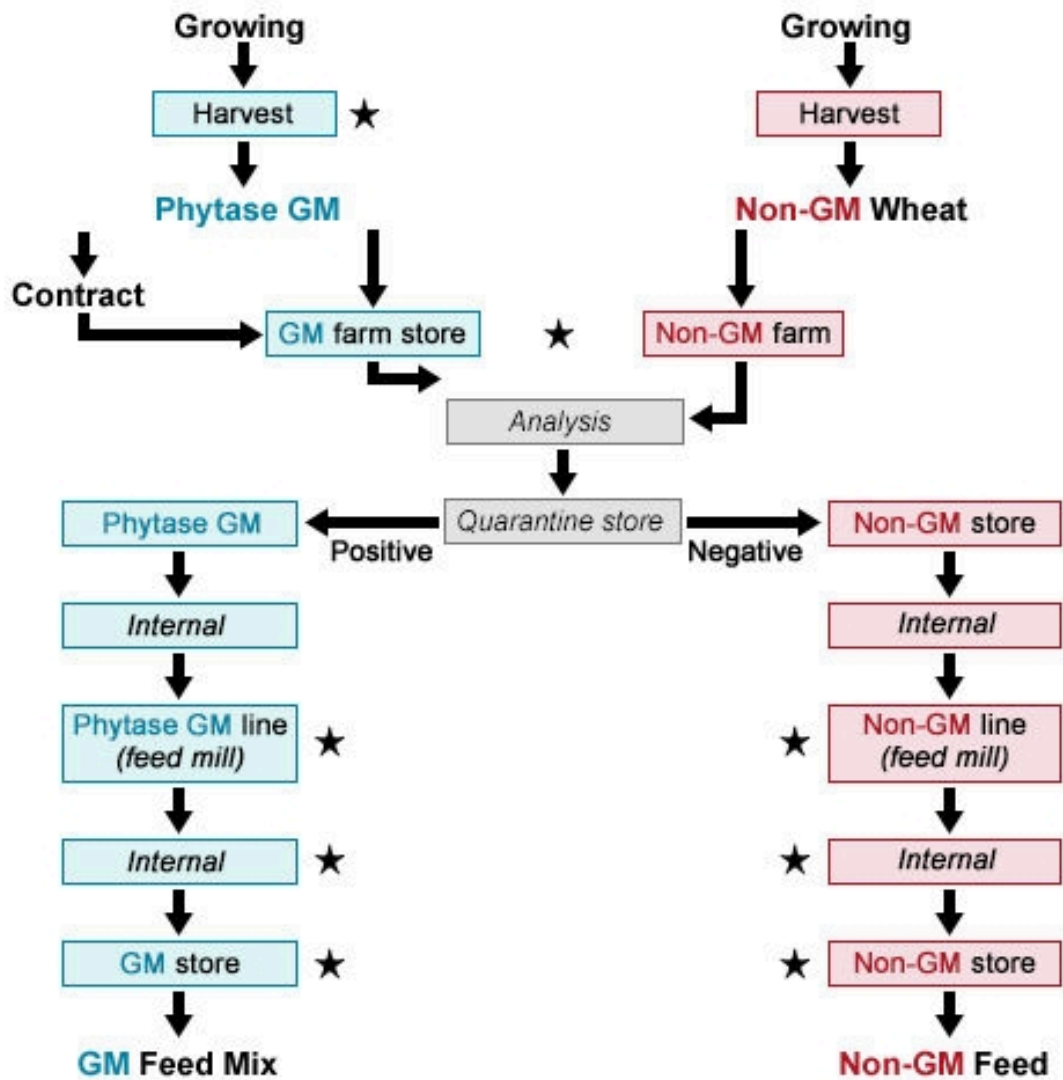 Growing
Growing
Harvest
Harvest
Phytase GM
Non-GM Wheat
Contract
GM farm store
Non-GM farm
Analysis
Phytase GM
Quarantine store
Non-GM store
Positive
Negative
Internal
Internal
Phytase GM line
(feed mill)
Non-GM line
(feed mill)
Internal
Internal
GM store
Non-GM store
GM Feed Mix
Non-GM Feed